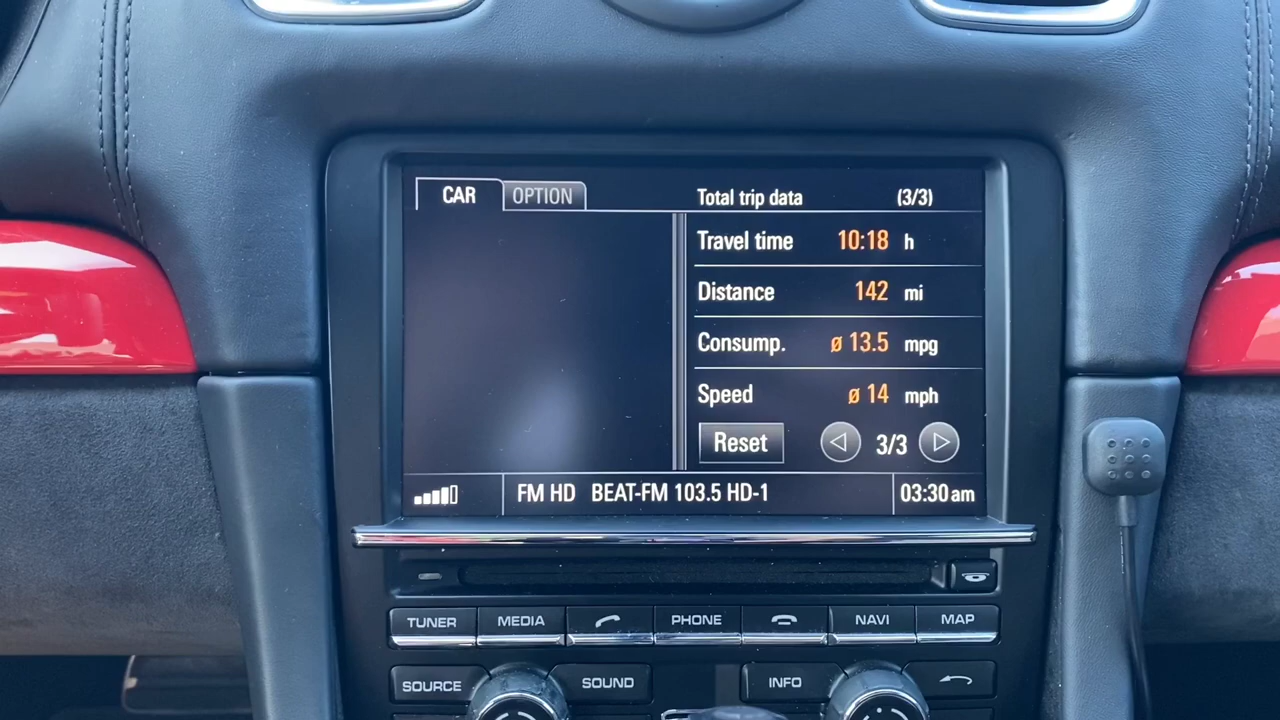 CAR OPTION Total trip data (3/3)
Travel time 10:18 h
Distance 142 mi
Consump. ø 13.5 mpg
Speed ø 14 mph
Reset 3/3
FM HD BEAT-FM 103.5 HD-1 03:30 am
TUNER MEDIA PHONE NAVI MAP
SOURCE SOUND INFO